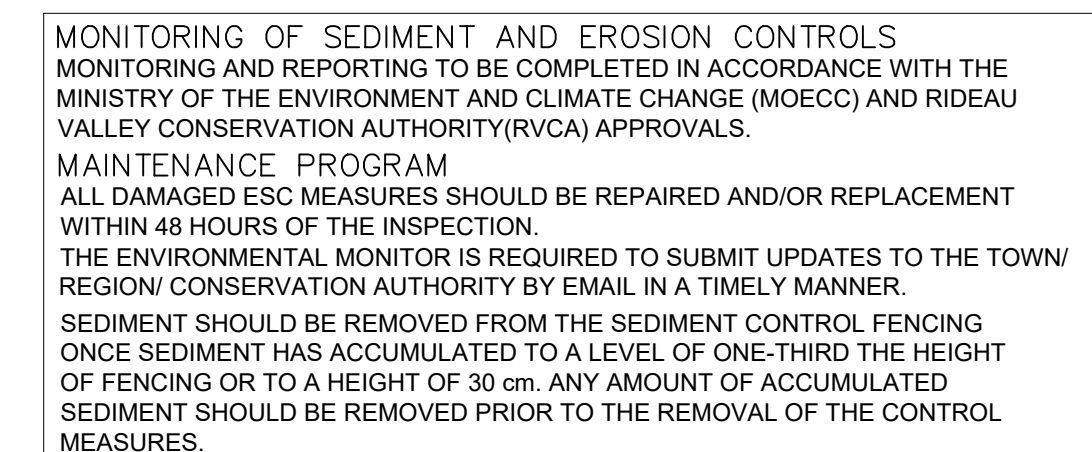 MONITORING OF SEDIMENT AND EROSION CONTROLS
MONITORING AND REPORTING TO BE COMPLETED IN ACCORDANCE WITH THE
MINISTRY OF THE ENVIRONMENT AND CLIMATE CHANGE (MOECC) AND RIDEAU
VALLEY CONSERVATION AUTHORITY(RVCA) APPROVALS.
MAINTENANCE PROGRAM
ALL DAMAGED ESC MEASURES SHOULD BE REPAIRED AND/OR REPLACEMENT
WITHIN 48 HOURS OF THE INSPECTION.
THE ENVIRONMENTAL MONITOR IS REQUIRED TO SUBMIT UPDATES TO THE TOWN/
REGION/ CONSERVATION AUTHORITY BY EMAIL IN A TIMELY MANNER.
SEDIMENT SHOULD BE REMOVED FROM THE SEDIMENT CONTROL FENCING
ONCE SEDIMENT HAS ACCUMULATED TO A LEVEL OF ONE-THIRD THE HEIGHT
OF FENCING OR TO A HEIGHT OF 30 cm. ANY AMOUNT OF ACCUMULATED
SEDIMENT SHOULD BE REMOVED PRIOR TO THE REMOVAL OF THE CONTROL
MEASURES.